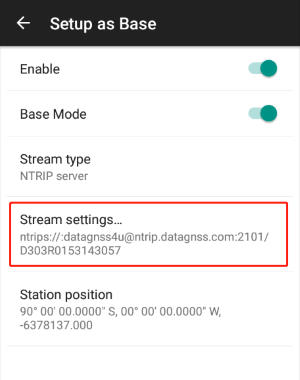 Setup as Base
Enable
Base Mode
Stream type
NTRIP server
Stream settings...
ntrips://:datagnss4u@ntrip.datagnss.com:2101/
D303R0153143057
Station position
90° 00' 00.0000" S, 00° 00' 00.0000" W,
-6378137.000